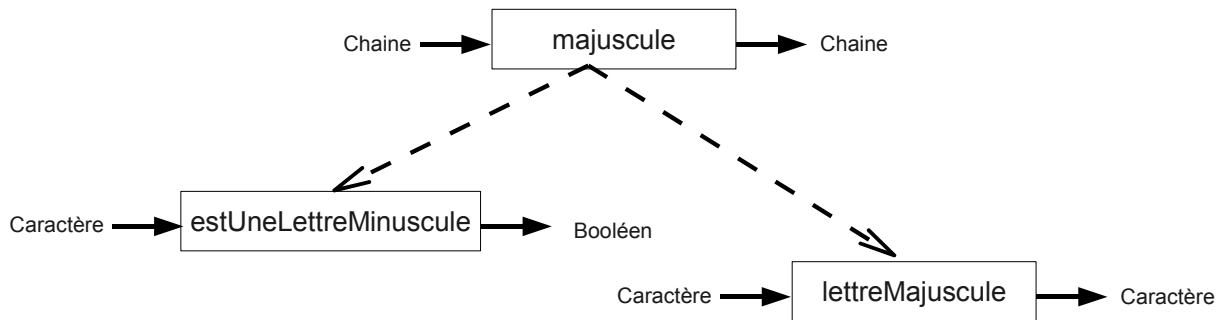 Chaine
majuscule
Chaine
Caractère
estUneLettreMinuscule
Booléen
Caractère
lettreMajuscule
Caractère